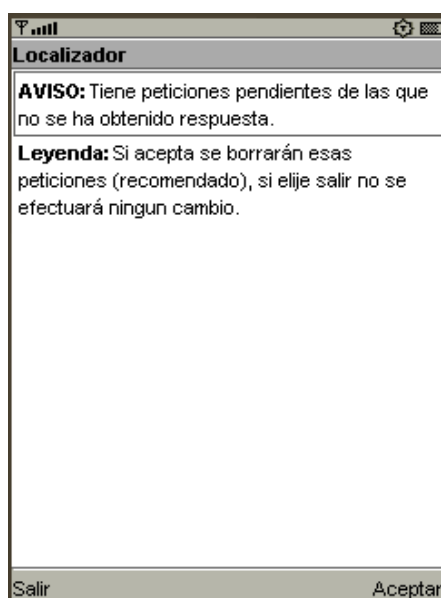 Localizador
AVISO: Tiene peticiones pendientes de las que
no se ha obtenido respuesta.
Leyenda: Si acepta se borrarán esas
peticiones (recomendado), si elije salir no se
efectuará ningun cambio.
Salir Aceptar